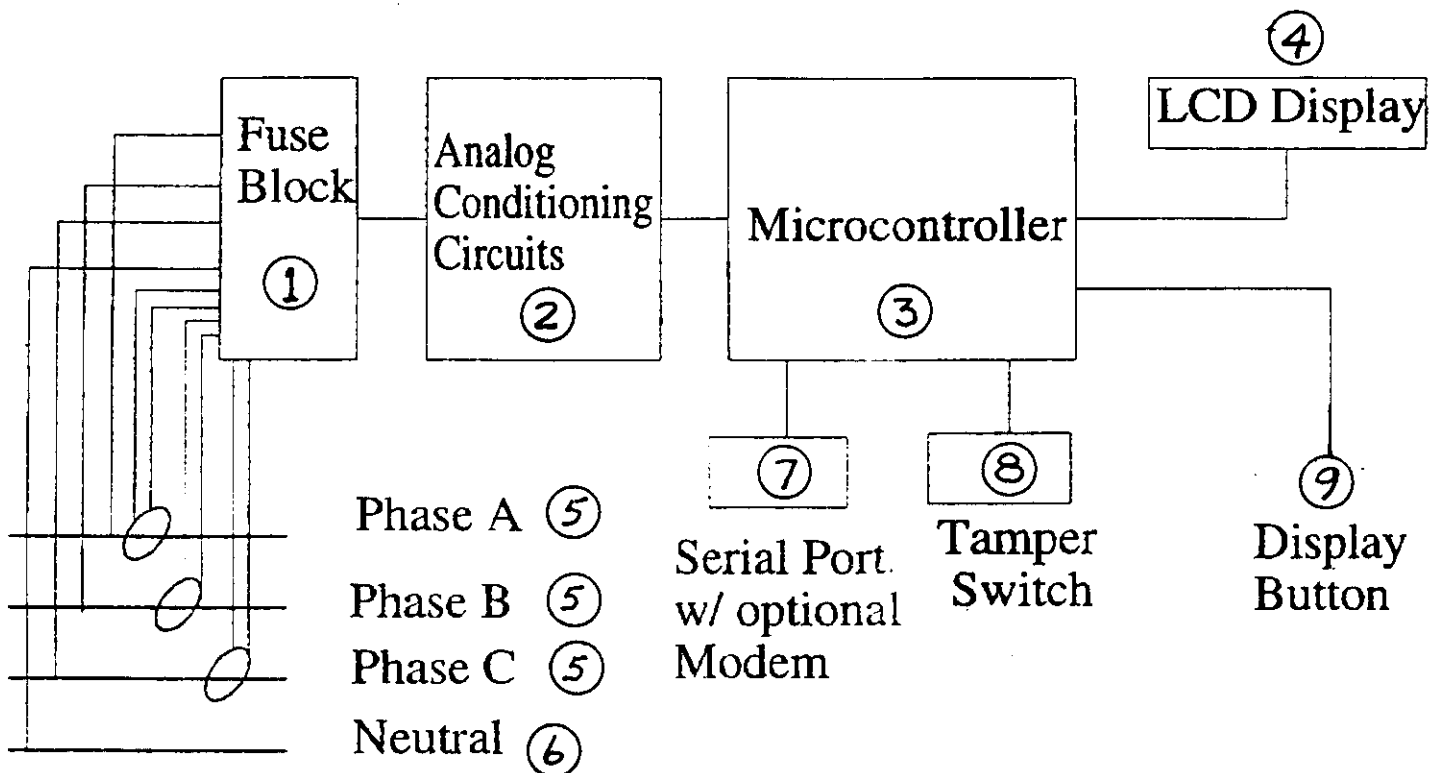 4
LCD Display
Fuse
Block
1
Analog
Conditioning
Circuits
2
Microcontroller
3
Phase A 5
Phase B 5
Phase C 5
Neutral 6
7
Serial Port
w/ optional
Modem
8
Tamper
Switch
9
Display
Button